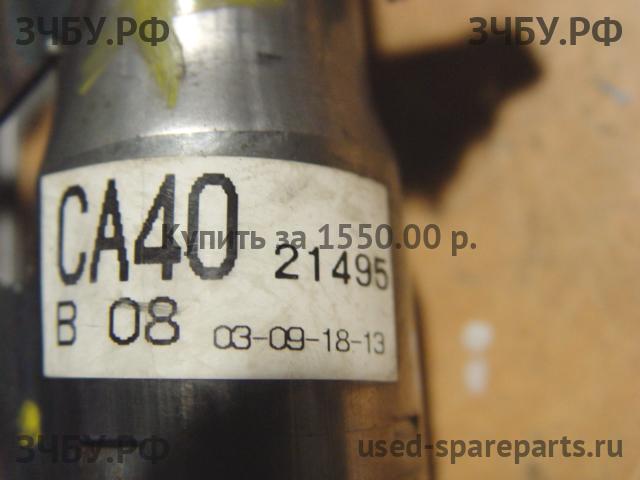 ЗЧБУ.РФ ЗЧБУ.РФ
CA40 21495
Купить за 1550.00 р.
B 08 03-09-18-13
ЗЧБУ.РФ used-spareparts.ru